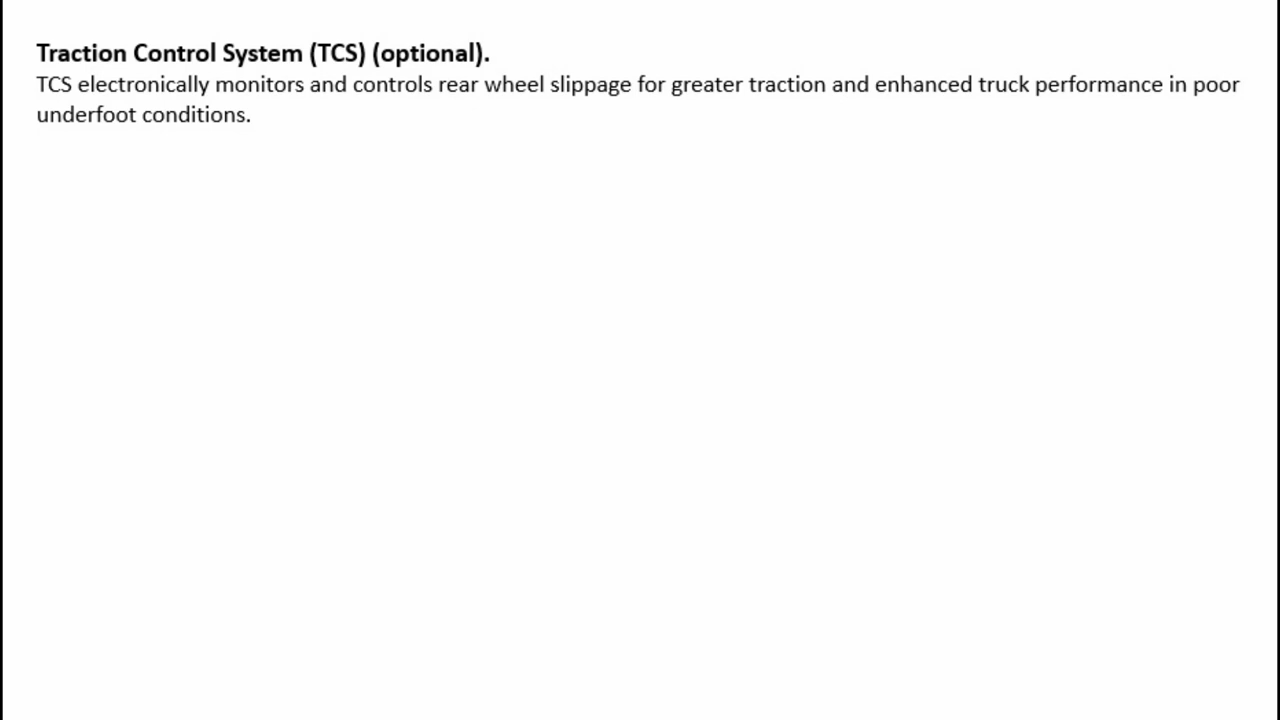 Traction Control System (TCS) (optional).
TCS electronically monitors and controls rear wheel slippage for greater traction and enhanced truck performance in poor
underfoot conditions.